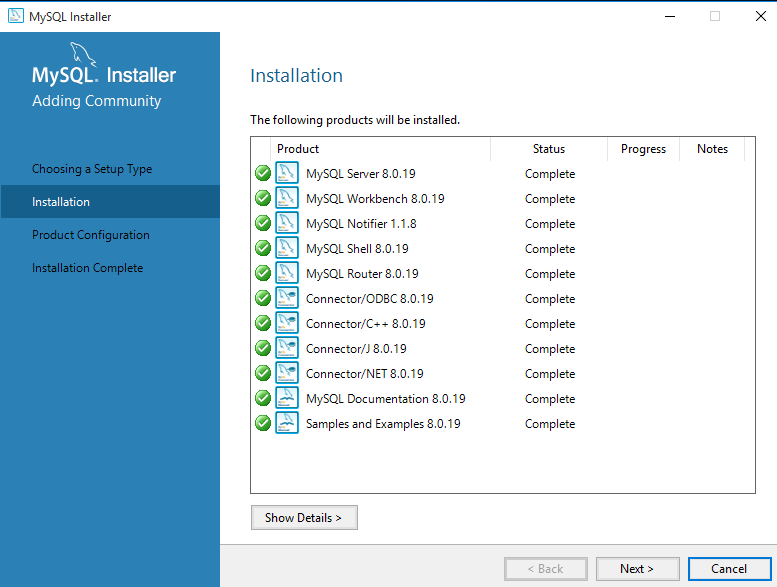 MySQL Installer
MySQL. Installer
Adding Community
Choosing a Setup Type
Installation
Product Configuration
Installation Complete
Installation
The following products will be installed.
Product Status Progress Notes
MySQL Server 8.0.19 Complete
MySQL Workbench 8.0.19 Complete
MySQL Notifier 1.1.8 Complete
MySQL Shell 8.0.19 Complete
MySQL Router 8.0.19 Complete
Connector/ODBC 8.0.19 Complete
Connector/C++ 8.0.19 Complete
Connector/J 8.0.19 Complete
Connector/NET 8.0.19 Complete
MySQL Documentation 8.0.19 Complete
Samples and Examples 8.0.19 Complete
Show Details >
< Back Next > Cancel